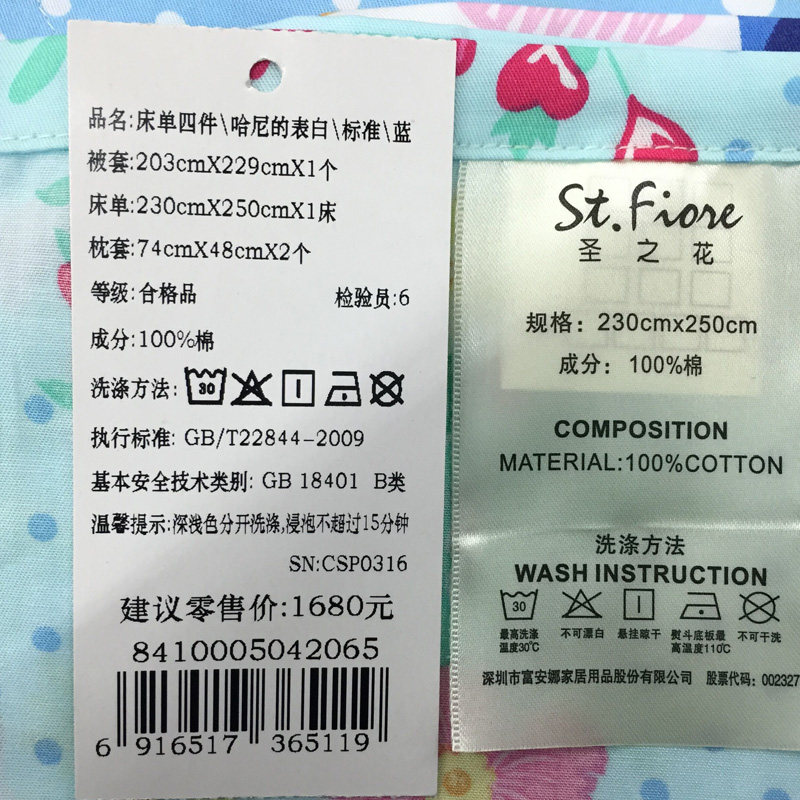 品名:床单四件\哈尼的表白\标准\蓝
被套:203cmX229cmX1个
床单:230cmX250cmX1床
枕套:74cmX48cmX2个
等级:合格品 检验员:6
成分:100%棉
洗涤方法: 30
执行标准: GB/T22844-2009
基本安全技术类别: GB 18401 B类
温馨提示:深浅色分开洗涤,浸泡不超过15分钟
SN:CSP0316
建议零售价:1680元
8410005042065
6 916517 365119
St.Fiore
圣之花
规格：230cmx250cm
成分：100%棉
COMPOSITION
MATERIAL:100%COTTON
洗涤方法
WASH INSTRUCTION
30
最高洗涤温度30℃ 不可漂白 悬挂晾干 熨斗底板最高温度110℃ 不可干洗
深圳市富安娜家居用品股份有限公司 股票代码：002327